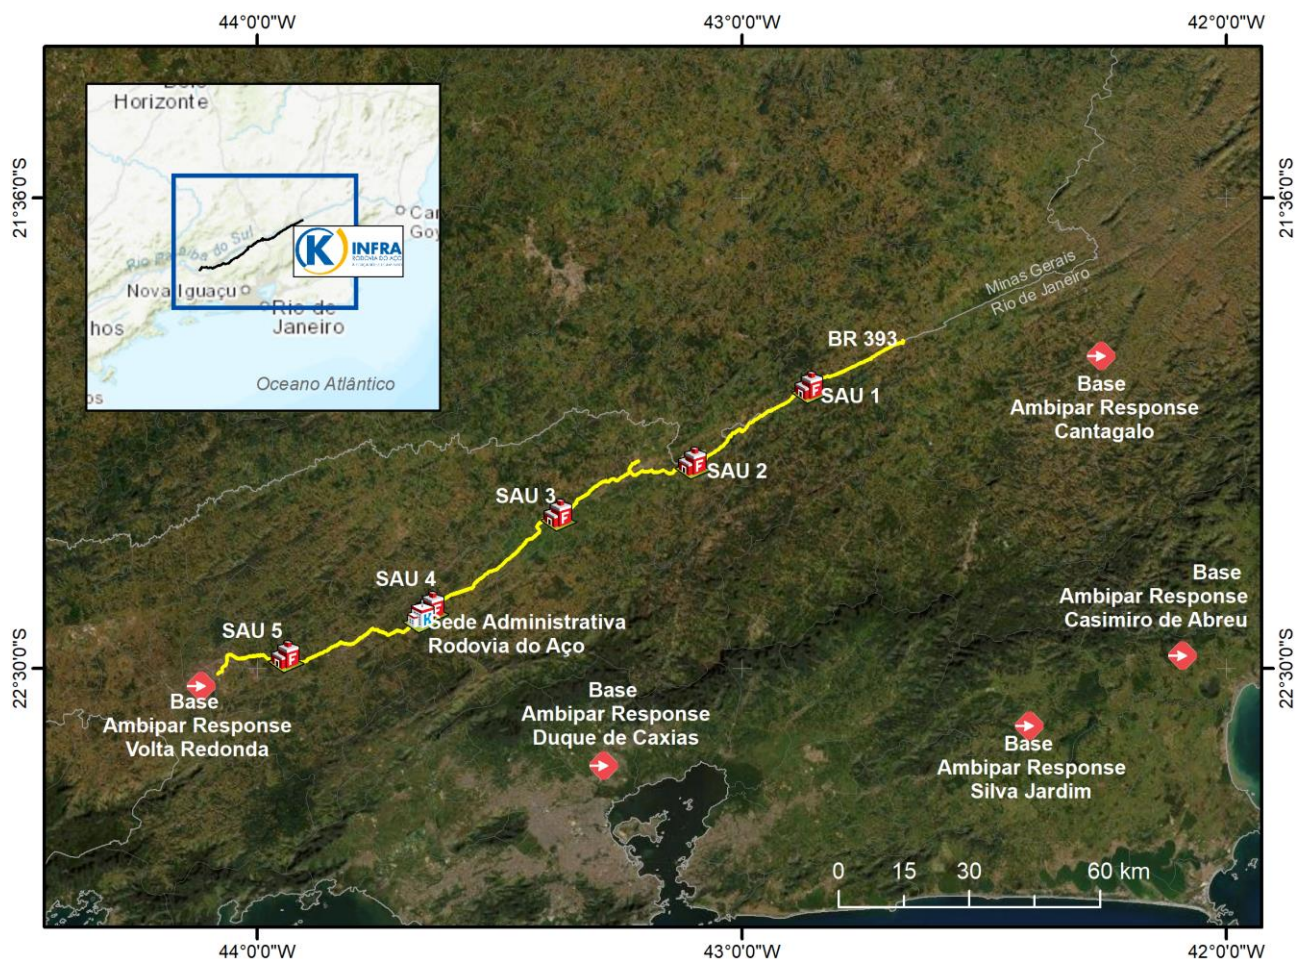 44°0'0"W
43°0'0"W
42°0'0"W
21°36'0"S
21°36'0"S
Horizonte
Rio Paraíba do Sul
K INFRA
RODOVIA DO AÇO
Nova Iguaçu
Rio de
Janeiro
Oceano Atlântico
Minas Gerais
Rio de Janeiro
BR 393
SAU 1
Base
Ambipar Response
Cantagalo
SAU 2
SAU 3
SAU 4
Sede Administrativa
Rodovia do Aço
SAU 5
Base
Ambipar Response
Casimiro de Abreu
22°30'0"S
22°30'0"S
Base
Ambipar Response
Volta Redonda
Base
Ambipar Response
Duque de Caxias
Base
Ambipar Response
Silva Jardim
0 15 30 60 km
44°0'0"W
43°0'0"W
42°0'0"W